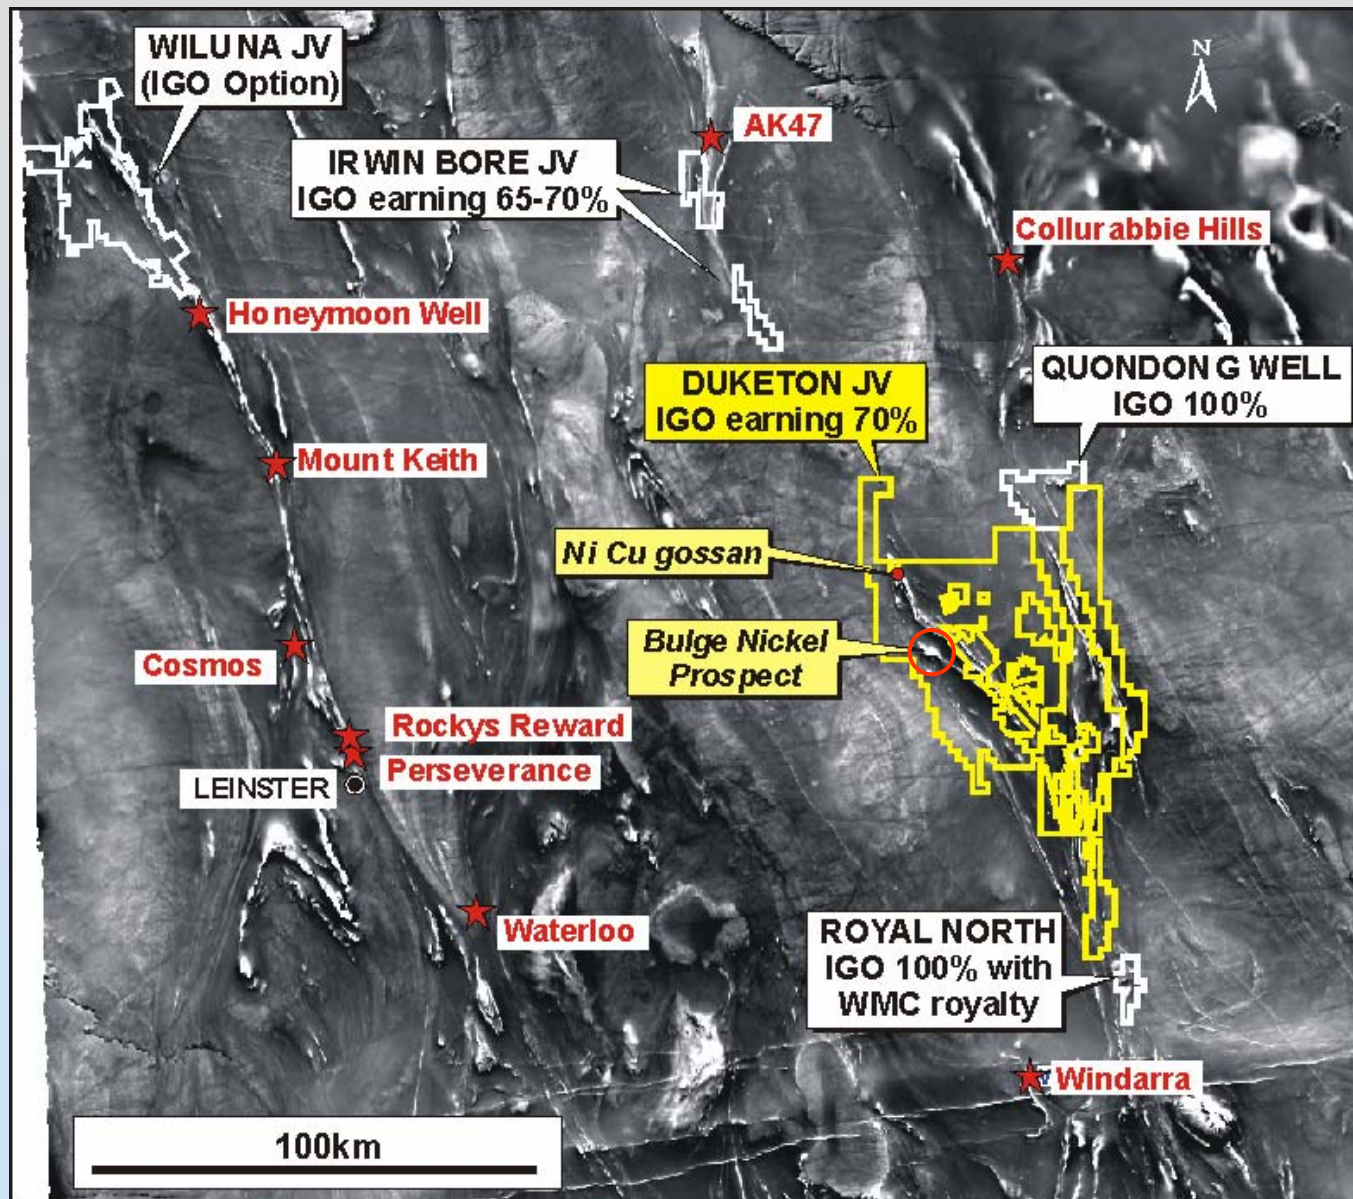 WILUNA JV
(IGO Option)
N
AK47
IRWIN BORE JV
IGO earning 65-70%
Collurabbie Hills
Honeymoon Well
DUKETON JV
IGO earning 70%
QUONDONG WELL
IGO 100%
Mount Keith
Ni Cu gossan
Bulge Nickel
Prospect
Cosmos
Rockys Reward
Perseverance
LEINSTER
Waterloo
ROYAL NORTH
IGO 100% with
WMC royalty
Windarra
100km